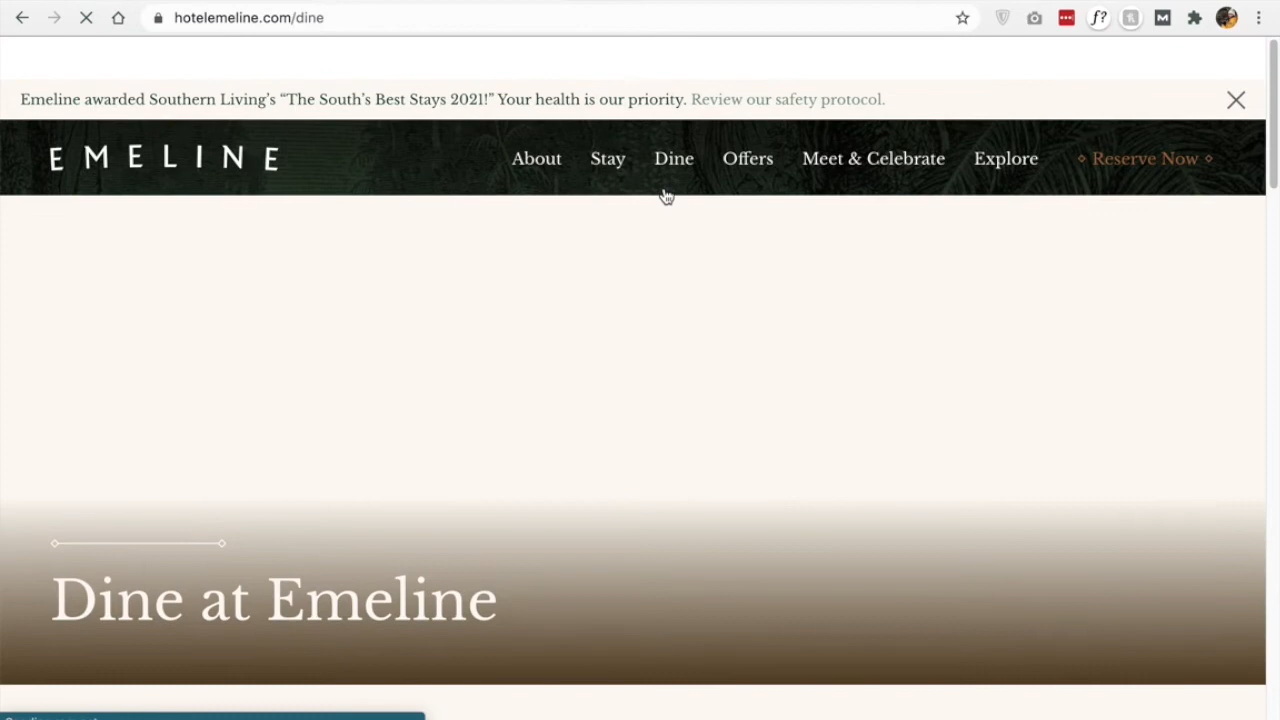 hotelemeline.com/dine
Emeline awarded Southern Living's “The South's Best Stays 2021!” Your health is our priority. Review our safety protocol.
EMELINE
About Stay Dine Offers Meet & Celebrate Explore Reserve Now
Dine at Emeline